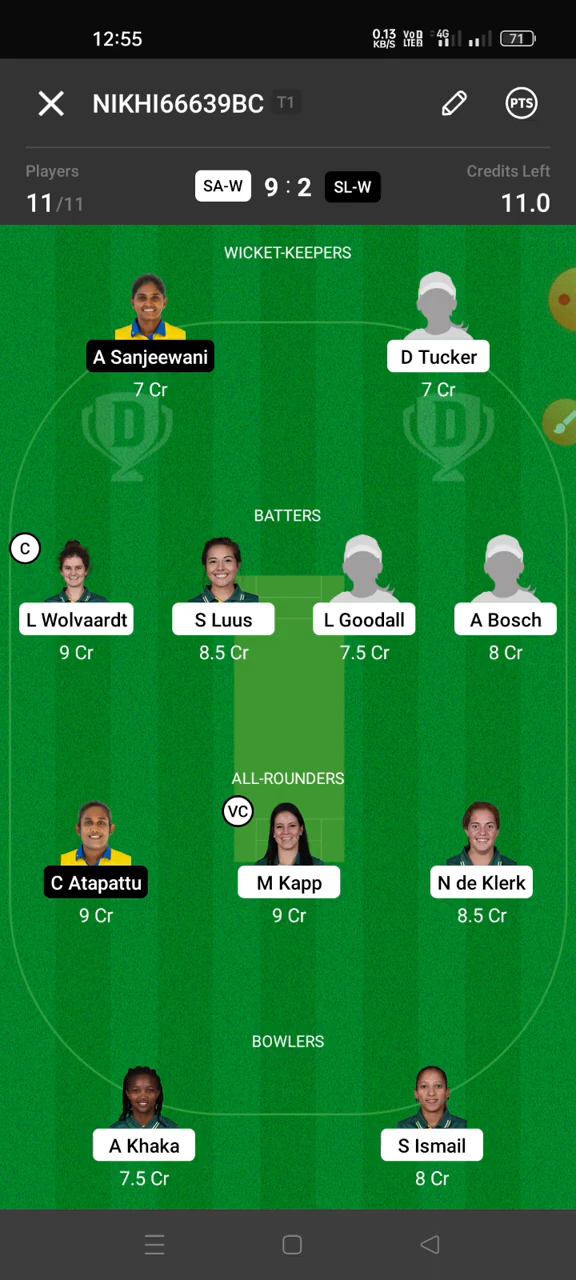 12:55 0.13 KB/S VoD LTE2 4G 71
NIKHI66639BC T1 PTS
Players Credits Left
11/11 SA-W 9 : 2 SL-W 11.0
WICKET-KEEPERS
A Sanjeewani D Tucker
7 Cr 7 Cr
D D
BATTERS
C
L Wolvaardt S Luus L Goodall A Bosch
9 Cr 8.5 Cr 7.5 Cr 8 Cr
ALL-ROUNDERS
VC
C Atapattu M Kapp N de Klerk
9 Cr 9 Cr 8.5 Cr
BOWLERS
A Khaka S Ismail
7.5 Cr 8 Cr